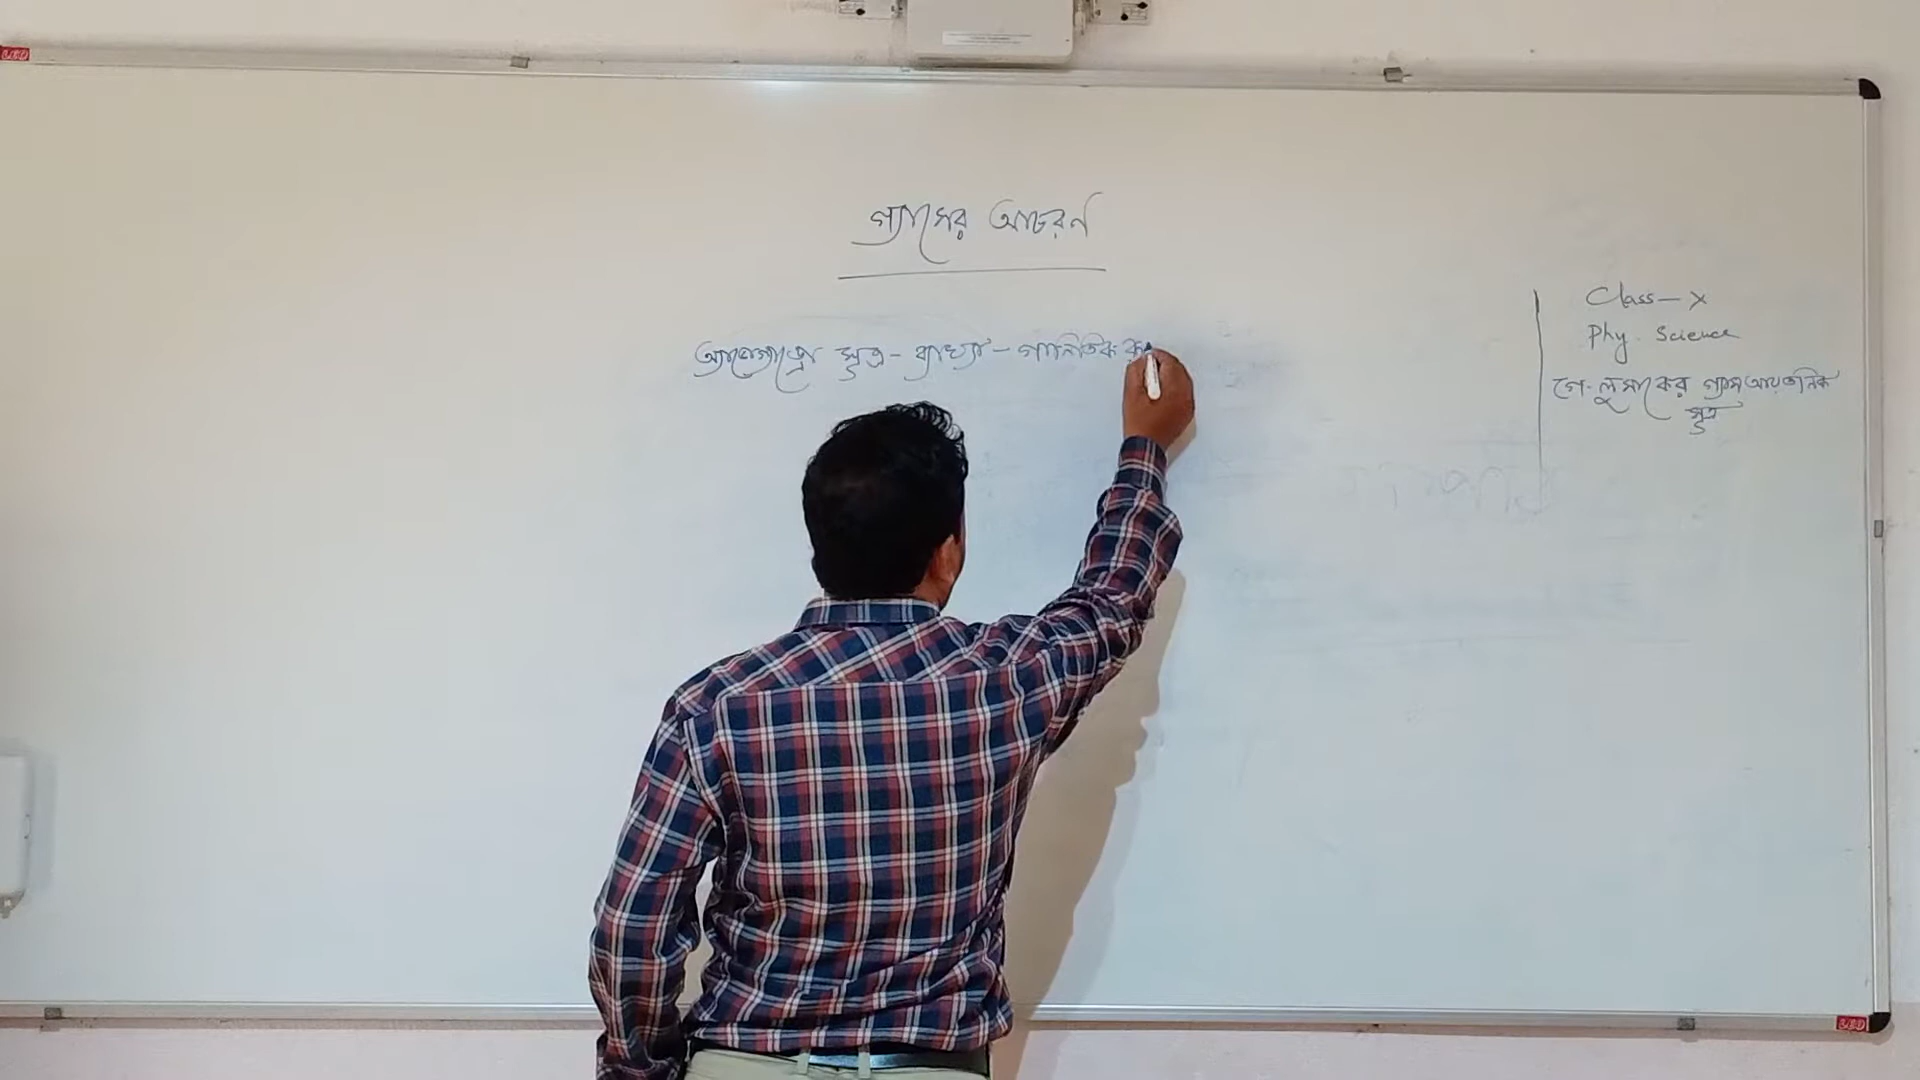 গ্যাসের আচরণ
অ্যাভোগাড্রো সূত্র - ব্যাখ্যা - গানিতিক
Class - X
Phy. Science
গে-লুসাকের গ্যাস আয়তনিক
সূত্র